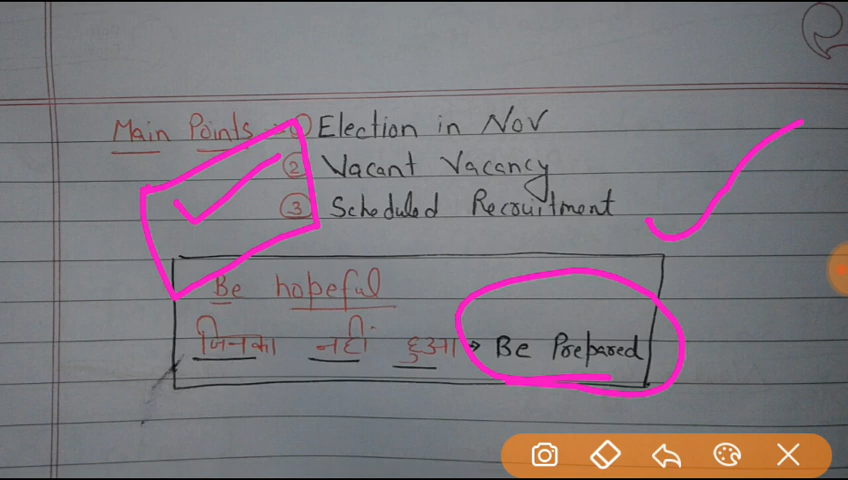 Main Points - ① Election in Nov
② Vacant Vacancy
③ Scheduled Recruitment
Be hopeful
जिनका नहीं हुआ → Be Prepared